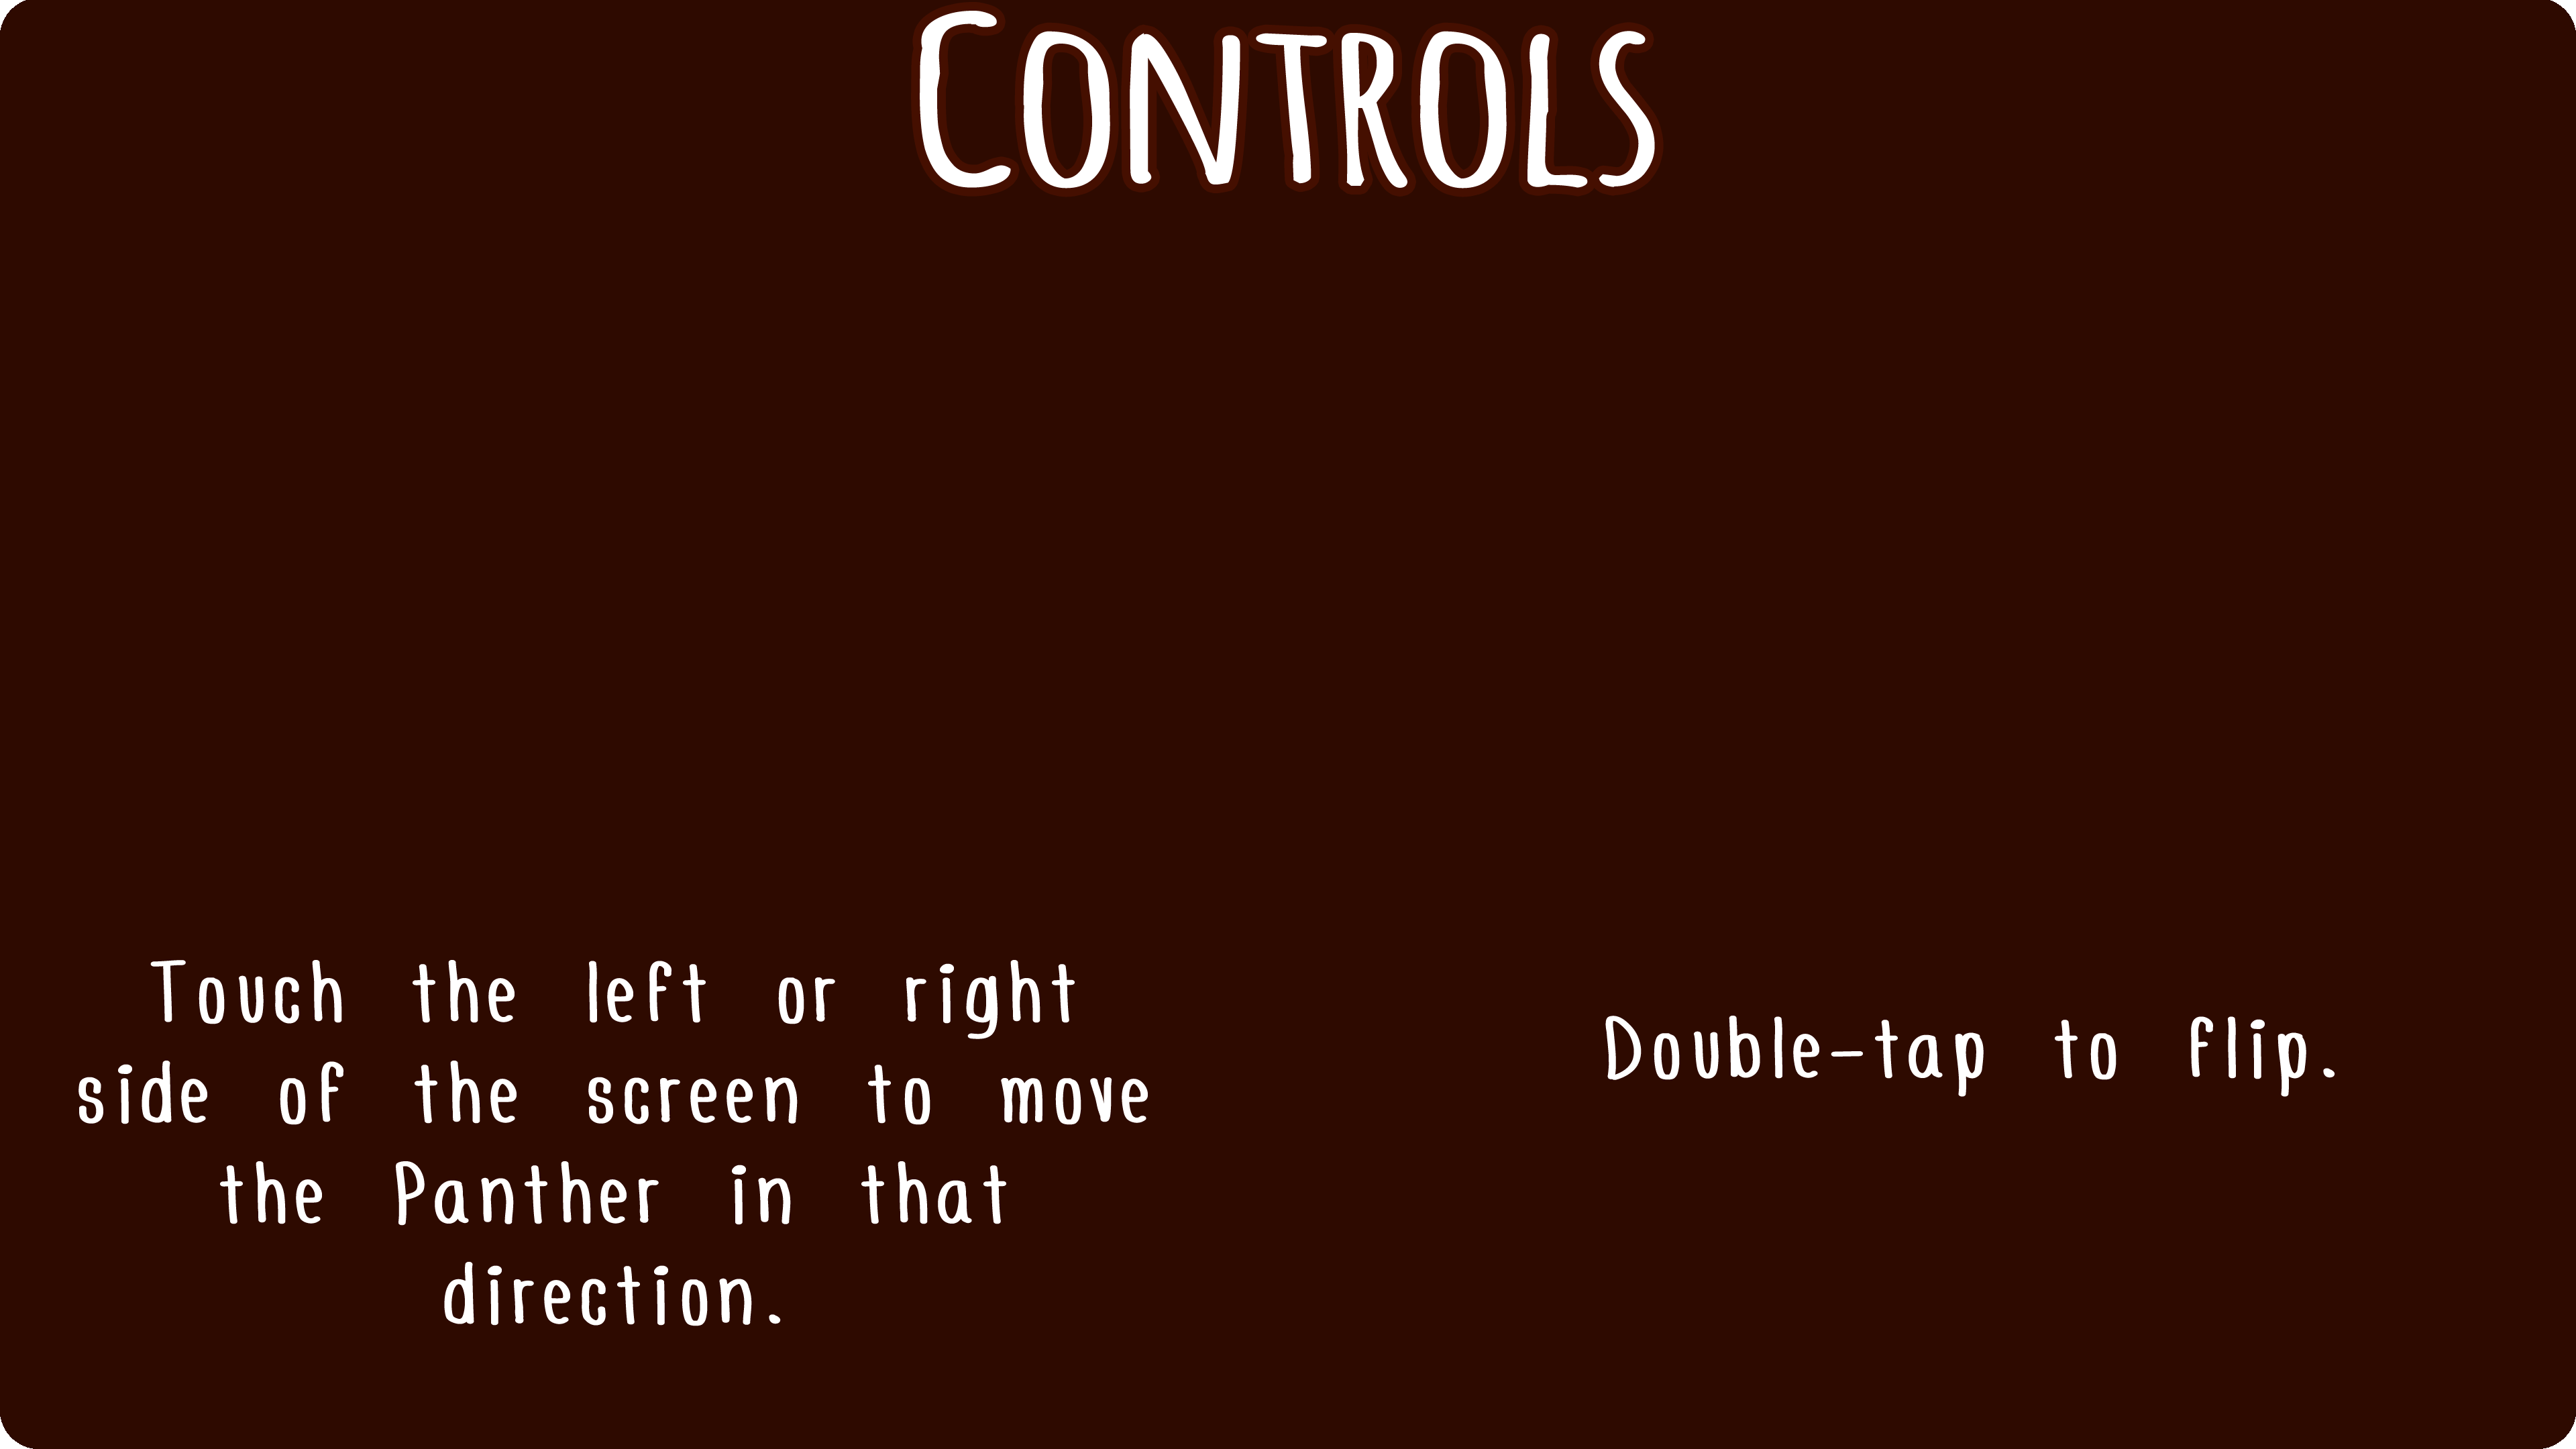 Controls
Touch the left or right
side of the screen to move
the Panther in that
direction.
Double-tap to flip.